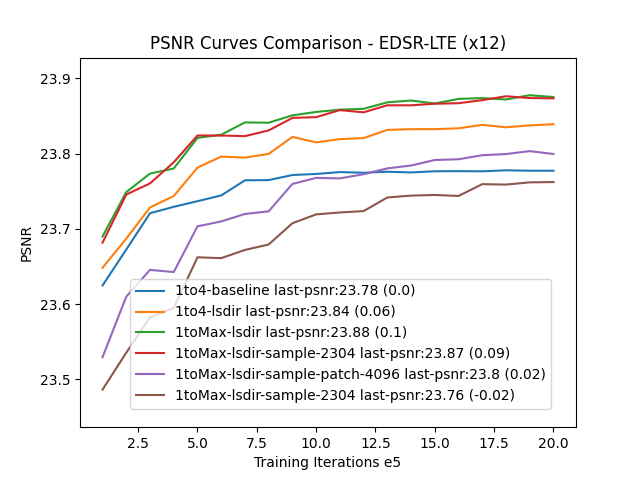 PSNR Curves Comparison - EDSR-LTE (x12)
23.9
23.8
23.7
23.6
23.5
PSNR
1to4-baseline last-psnr:23.78 (0.0)
1to4-lsdir last-psnr:23.84 (0.06)
1toMax-lsdir last-psnr:23.88 (0.1)
1toMax-lsdir-sample-2304 last-psnr:23.87 (0.09)
1toMax-lsdir-sample-patch-4096 last-psnr:23.8 (0.02)
1toMax-lsdir-sample-2304 last-psnr:23.76 (-0.02)
2.5 5.0 7.5 10.0 12.5 15.0 17.5 20.0
Training Iterations e5